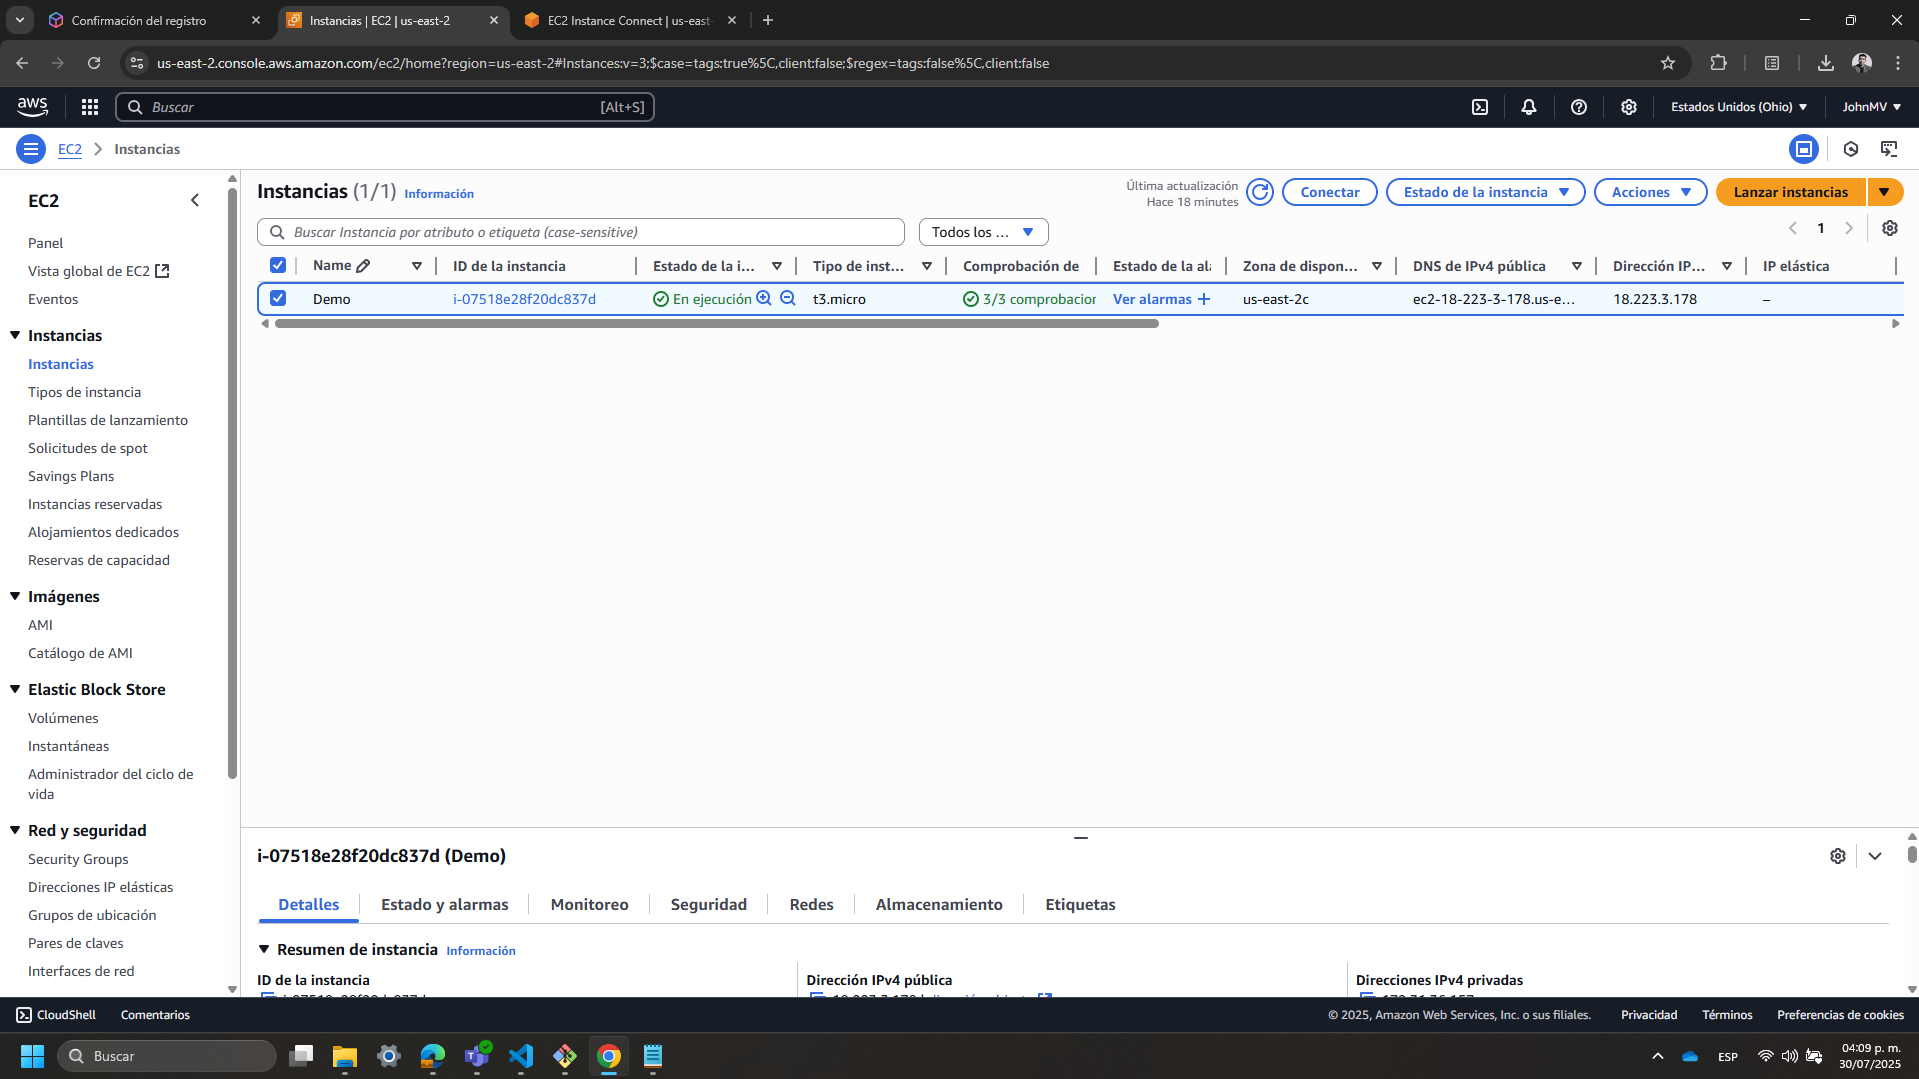 Confirmación del registro
Instancias | EC2 | us-east-2
EC2 Instance Connect | us-east-
us-east-2.console.aws.amazon.com/ec2/home?region=us-east-2#Instances:v=3;$case=tags:true%5C,client:false;$regex=tags:false%5C,client:false
aws
Buscar
[Alt+S]
Estados Unidos (Ohio)
JohnMV
EC2
Instancias
EC2
Panel
Vista global de EC2
Eventos
Instancias
Instancias
Tipos de instancia
Plantillas de lanzamiento
Solicitudes de spot
Savings Plans
Instancias reservadas
Alojamientos dedicados
Reservas de capacidad
Imágenes
AMI
Catálogo de AMI
Elastic Block Store
Volúmenes
Instantáneas
Administrador del ciclo de
vida
Red y seguridad
Security Groups
Direcciones IP elásticas
Grupos de ubicación
Pares de claves
Interfaces de red
Instancias (1/1) Información
Última actualización
Hace 18 minutes
Conectar
Estado de la instancia
Acciones
Lanzar instancias
Buscar Instancia por atributo o etiqueta (case-sensitive)
Todos los ...
1
Name
ID de la instancia
Estado de la i...
Tipo de inst...
Comprobación de
Estado de la al
Zona de dispon...
DNS de IPv4 pública
Dirección IP...
IP elástica
Demo
i-07518e28f20dc837d
En ejecución
t3.micro
3/3 comprobacion
Ver alarmas +
us-east-2c
ec2-18-223-3-178.us-e...
18.223.3.178
–
i-07518e28f20dc837d (Demo)
Detalles
Estado y alarmas
Monitoreo
Seguridad
Redes
Almacenamiento
Etiquetas
Resumen de instancia Información
ID de la instancia
Dirección IPv4 pública
Direcciones IPv4 privadas
CloudShell
Comentarios
© 2025, Amazon Web Services, Inc. o sus filiales.
Privacidad
Términos
Preferencias de cookies
Buscar
ESP
04:09 p. m.
30/07/2025